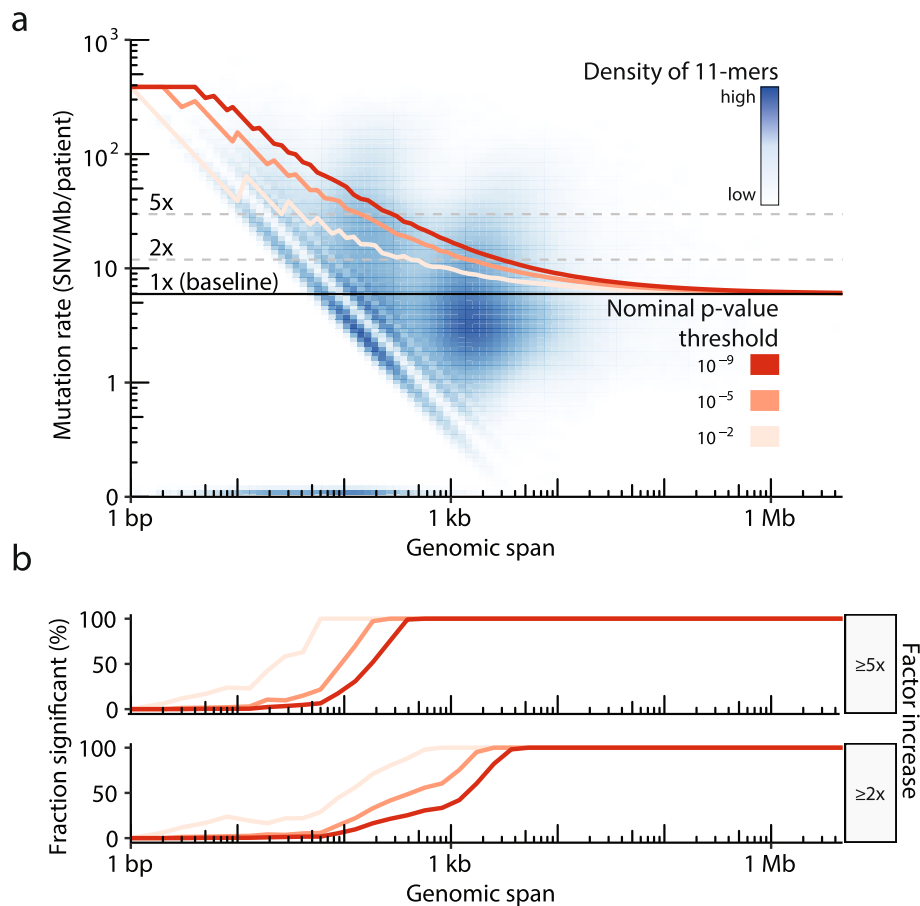 a
10³
10²
10
1
0
Mutation rate (SNV/Mb/patient)
5x
2x
1x (baseline)
Density of 11-mers
high
low
Nominal p-value
threshold
10⁻⁹
10⁻⁵
10⁻²
1 bp
1 kb
1 Mb
Genomic span
b
Fraction significant (%)
100
50
0
≥5x
100
50
0
≥2x
Factor increase
1 bp
1 kb
1 Mb
Genomic span